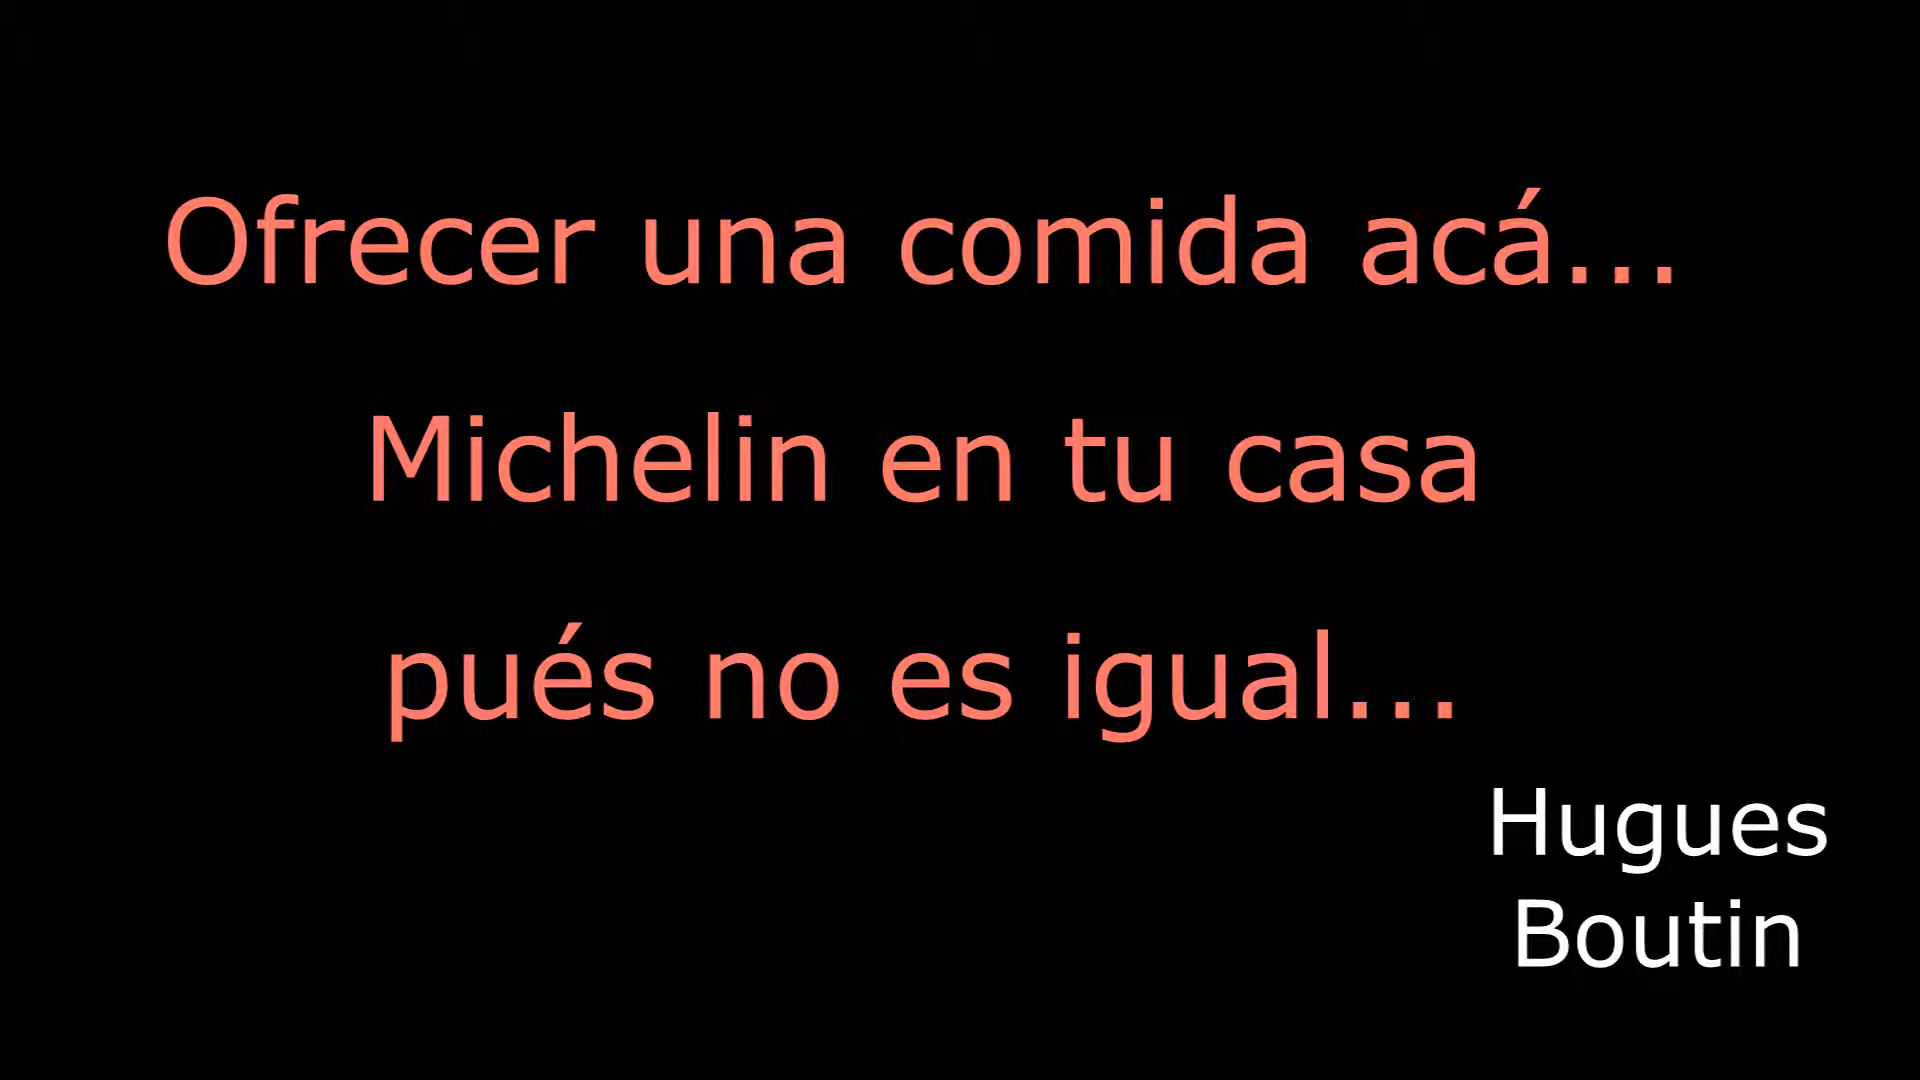 Ofrecer una comida acá...
Michelin en tu casa
pués no es igual...
Hugues
Boutin